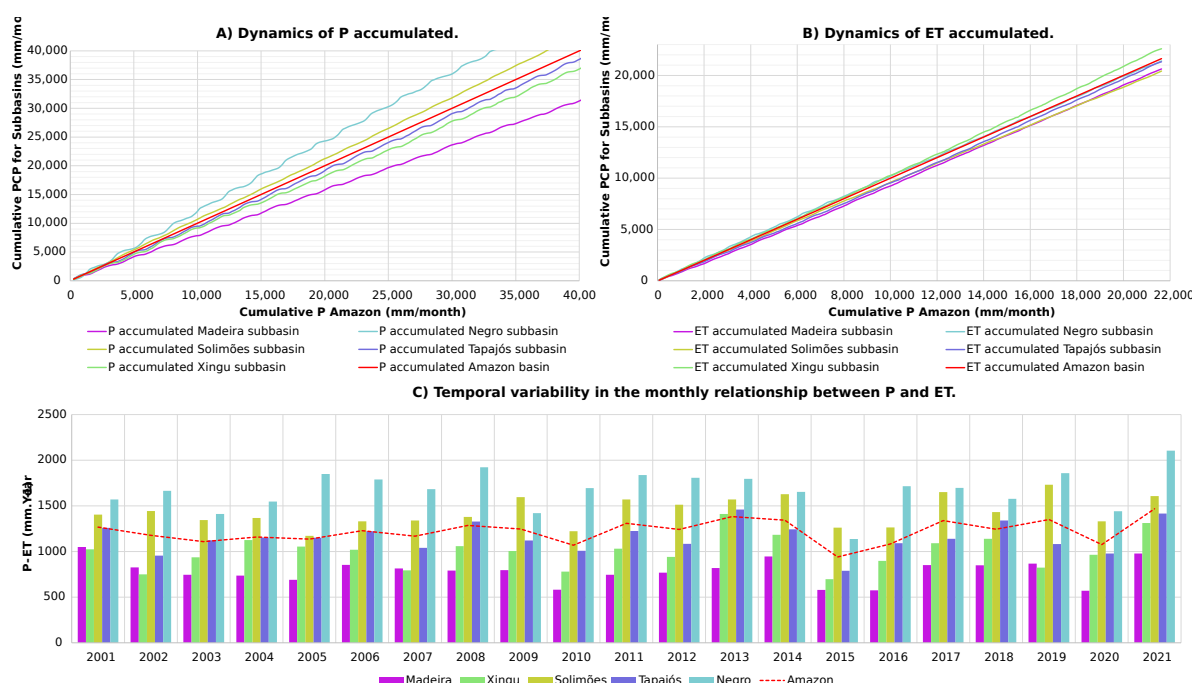 A) Dynamics of P accumulated.
Cumulative PCP for Subbasins (mm/mo
40,000
35,000
30,000
25,000
20,000
15,000
10,000
5,000
0
0 5,000 10,000 15,000 20,000 25,000 30,000 35,000 40,00
Cumulative P Amazon (mm/month)
P accumulated Madeira subbasin P accumulated Negro subbasin
P accumulated Solimões subbasin P accumulated Tapajós subbasin
P accumulated Xingu subbasin P accumulated Amazon basin
B) Dynamics of ET accumulated.
Cumulative PCP for Subbasins (mm/mo
20,000
15,000
10,000
5,000
0
0 2,000 4,000 6,000 8,000 10,000 12,000 14,000 16,000 18,000 20,000 22,000
Cumulative P Amazon (mm/month)
ET accumulated Madeira subbasin ET accumulated Negro subbasin
ET accumulated Solimões subbasin ET accumulated Tapajós subbasin
ET accumulated Xingu subbasin ET accumulated Amazon basin
C) Temporal variability in the monthly relationship between P and ET.
P-ET (mm.Year
2500
2000
1500
1000
500
0
2001 2002 2003 2004 2005 2006 2007 2008 2009 2010 2011 2012 2013 2014 2015 2016 2017 2018 2019 2020 2021
Madeira Xingu Solimões Tapajós Negro Amazon